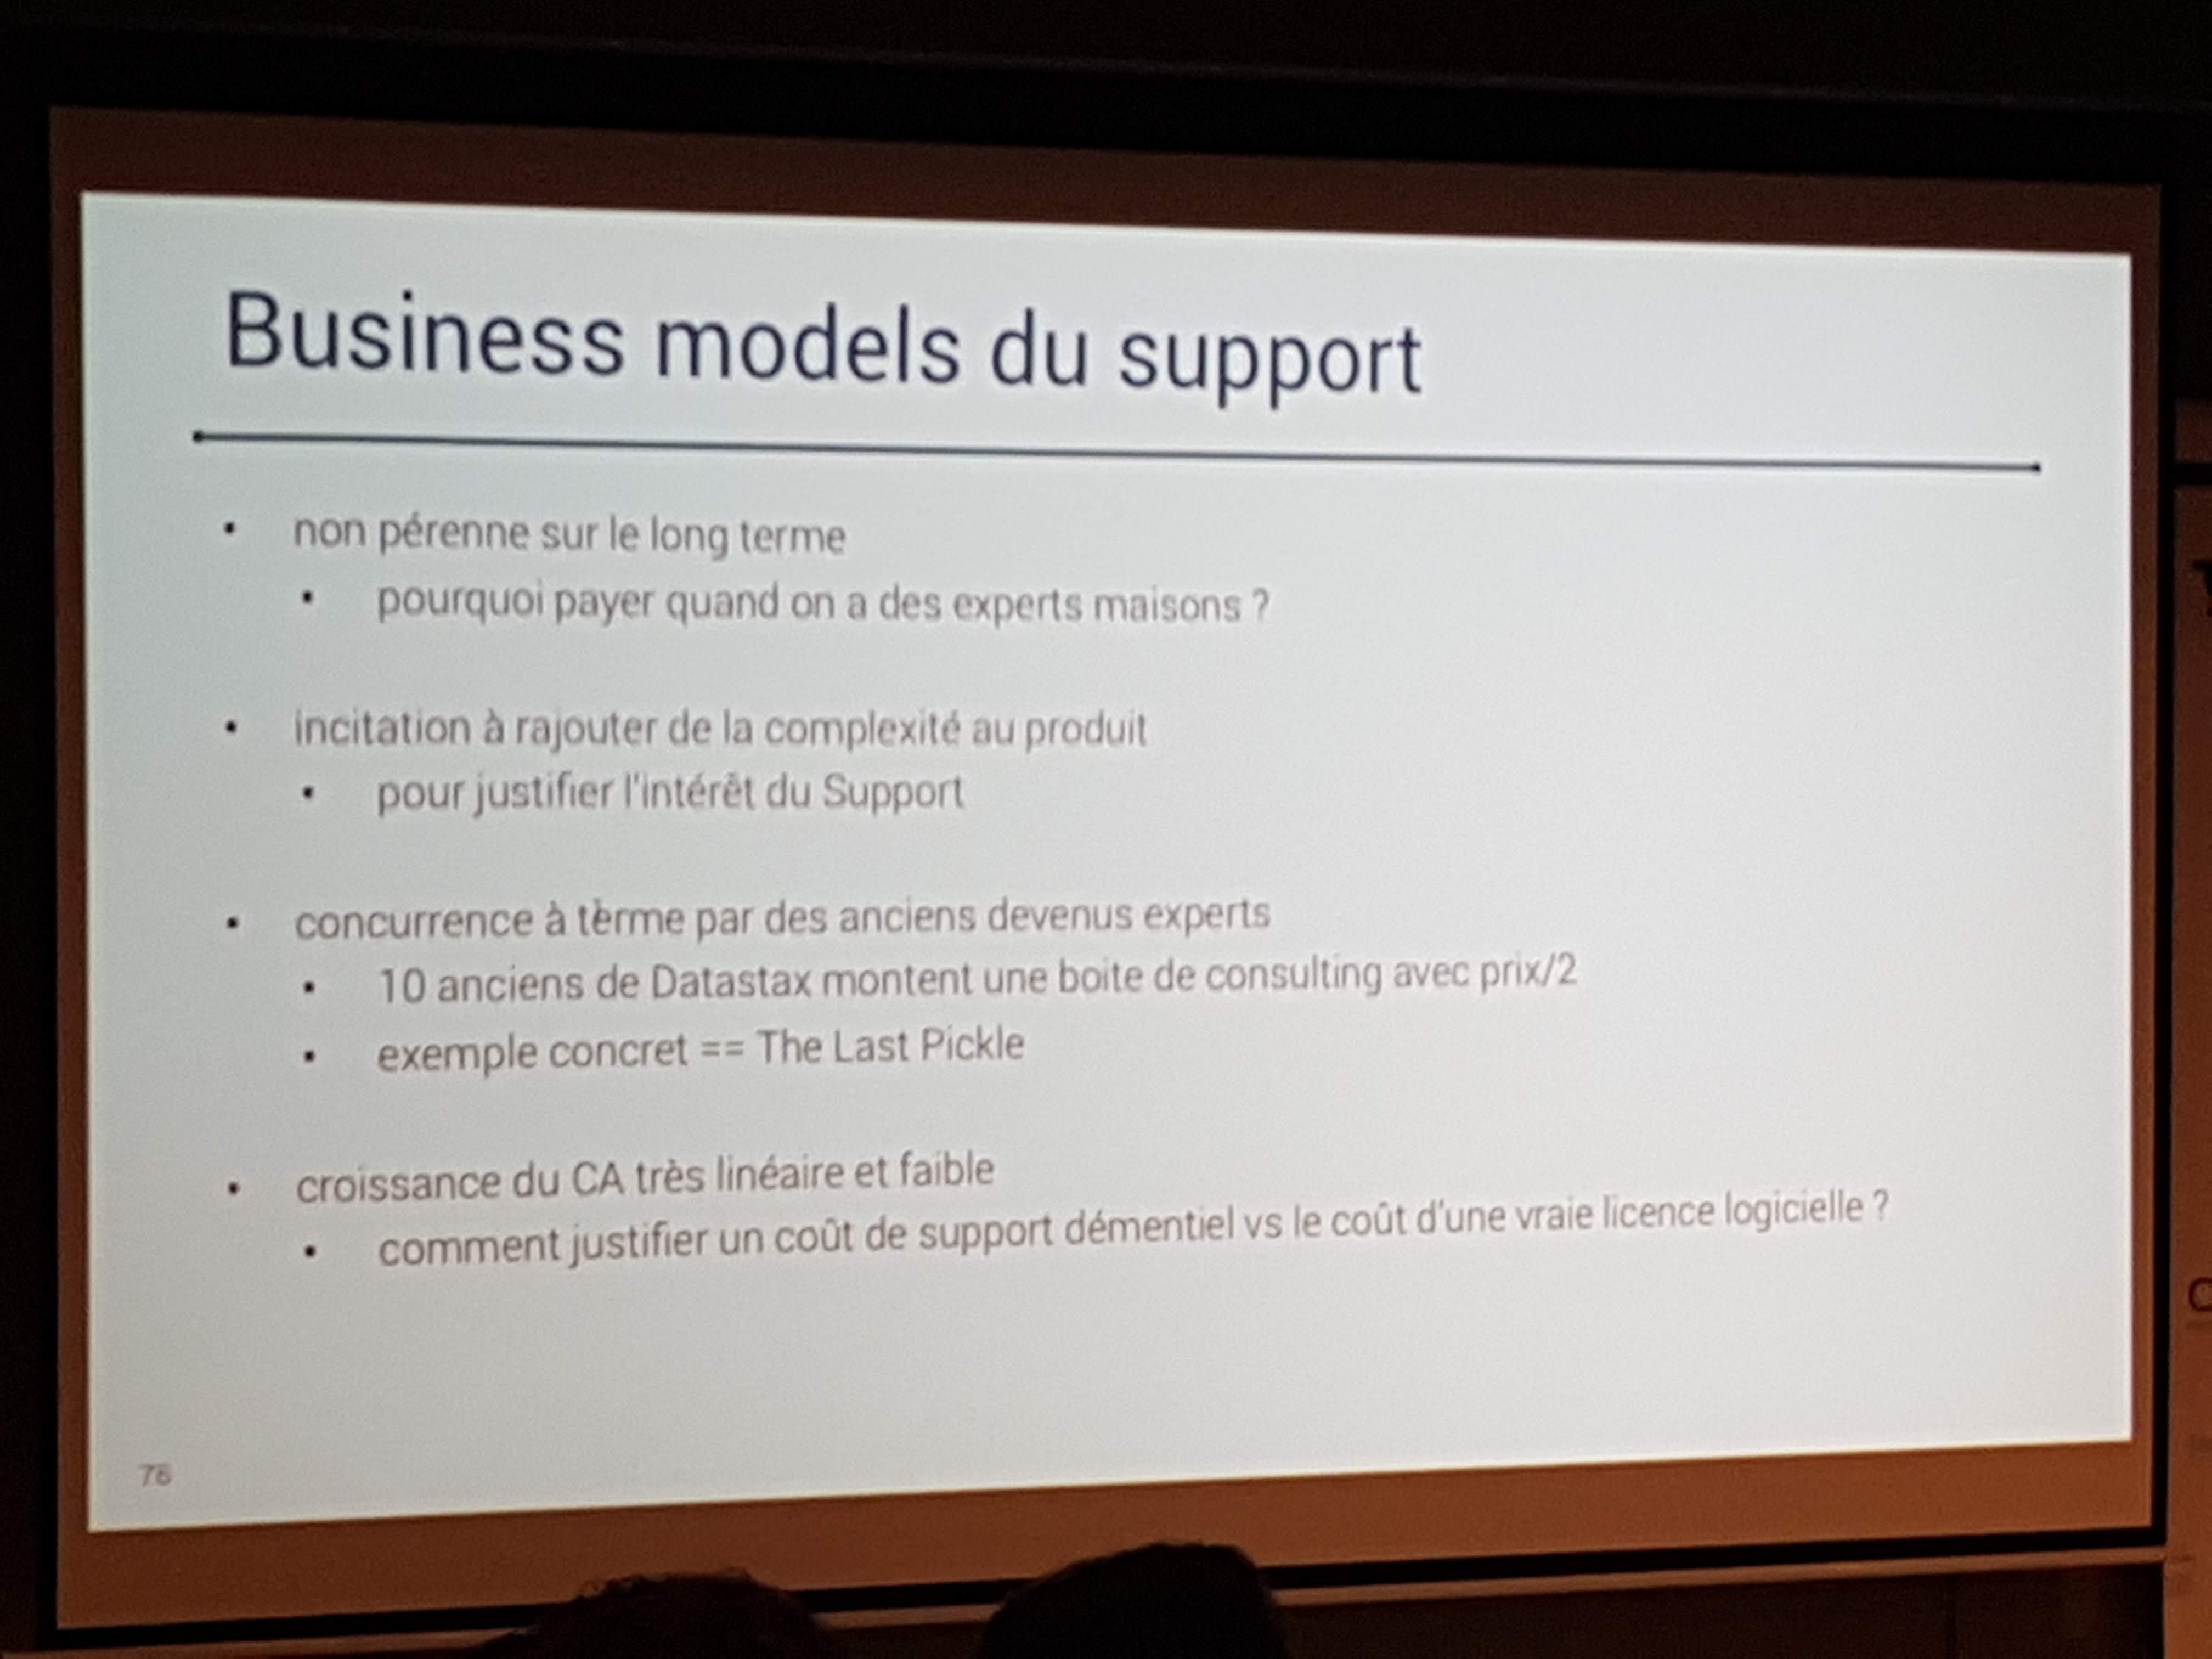 Business models du support
• non pérenne sur le long terme
• pourquoi payer quand on a des experts maisons ?
• incitation à rajouter de la complexité au produit
• pour justifier l'intérêt du Support
• concurrence à tèrme par des anciens devenus experts
• 10 anciens de Datastax montent une boite de consulting avec prix/2
• exemple concret == The Last Pickle
• croissance du CA très linéaire et faible
• comment justifier un coût de support démentiel vs le coût d'une vraie licence logicielle ?